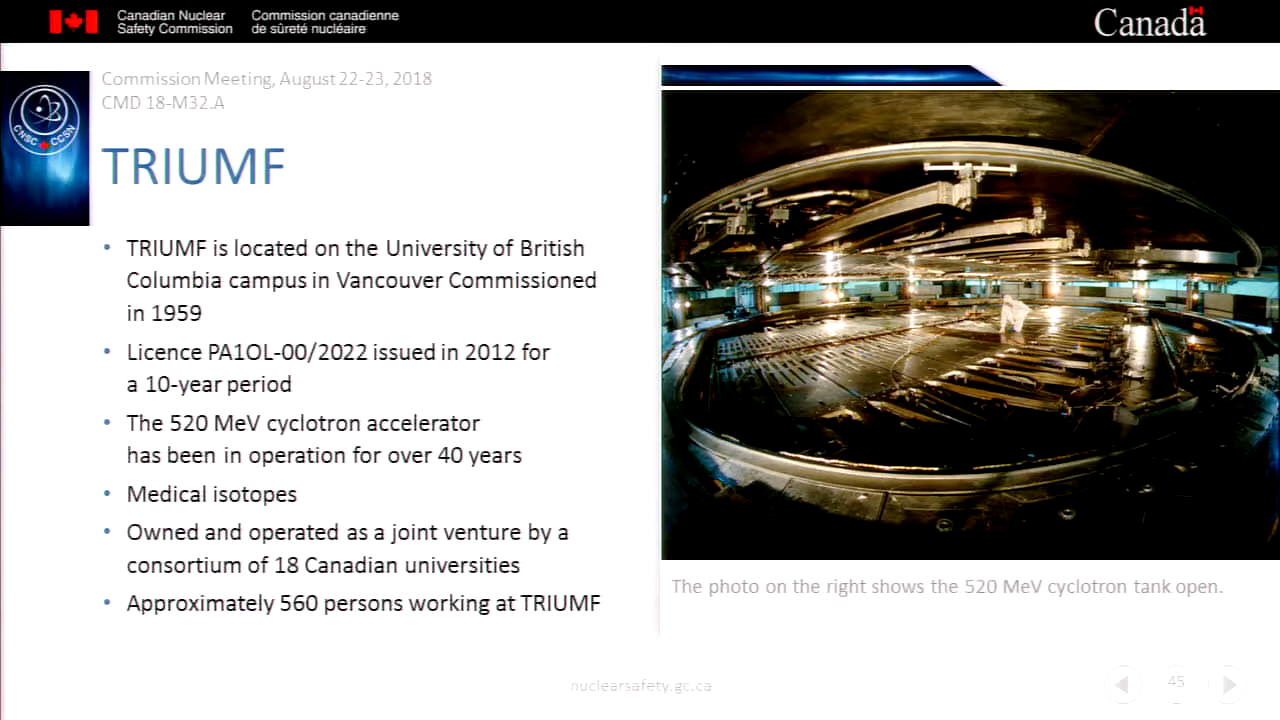 Canadian Nuclear
Safety Commission
Commission canadienne
de sûreté nucléaire
Canada
Commission Meeting, August 22-23, 2018
CMD 18-M32.A
CNSC CCSN
TRIUMF
• TRIUMF is located on the University of British
Columbia campus in Vancouver Commissioned
in 1959
• Licence PA1OL-00/2022 issued in 2012 for
a 10-year period
• The 520 MeV cyclotron accelerator
has been in operation for over 40 years
• Medical isotopes
• Owned and operated as a joint venture by a
consortium of 18 Canadian universities
• Approximately 560 persons working at TRIUMF
The photo on the right shows the 520 MeV cyclotron tank open.
nuclearsafety.gc.ca
45